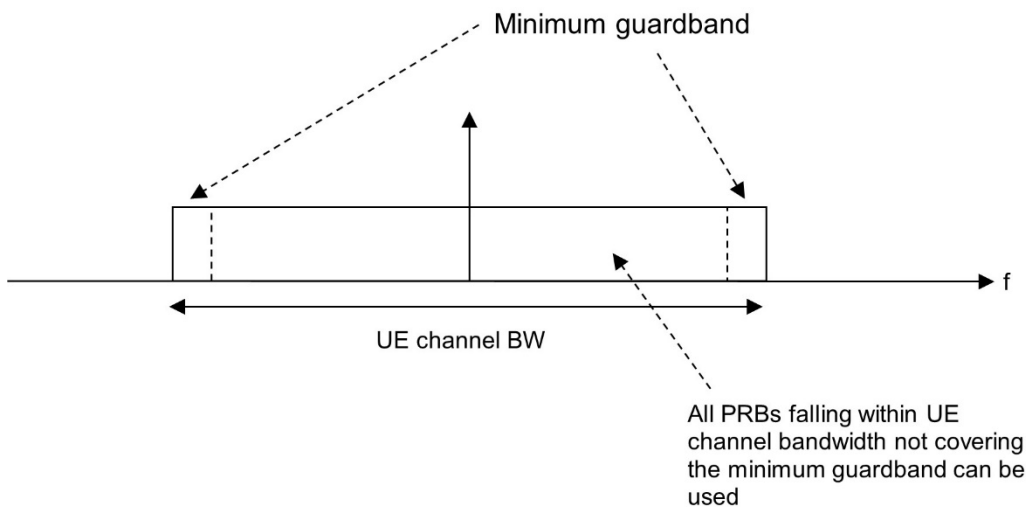 Minimum guardband
f
UE channel BW
All PRBs falling within UE
channel bandwidth not covering
the minimum guardband can be
used